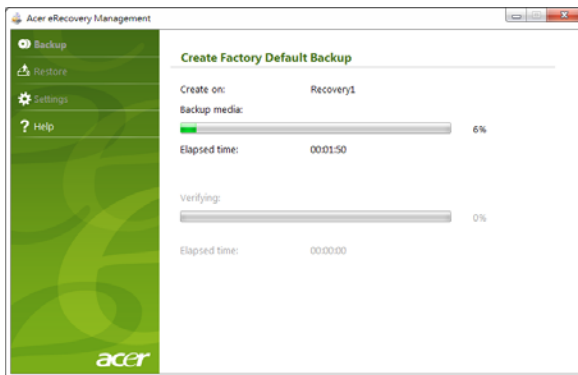 Acer eRecovery Management
Backup
Restore
Settings
? Help
Create Factory Default Backup
Create on: Recovery1
Backup media:
6%
Elapsed time: 00:01:50
Verifying:
0%
Elapsed time: 00:00:00
acer